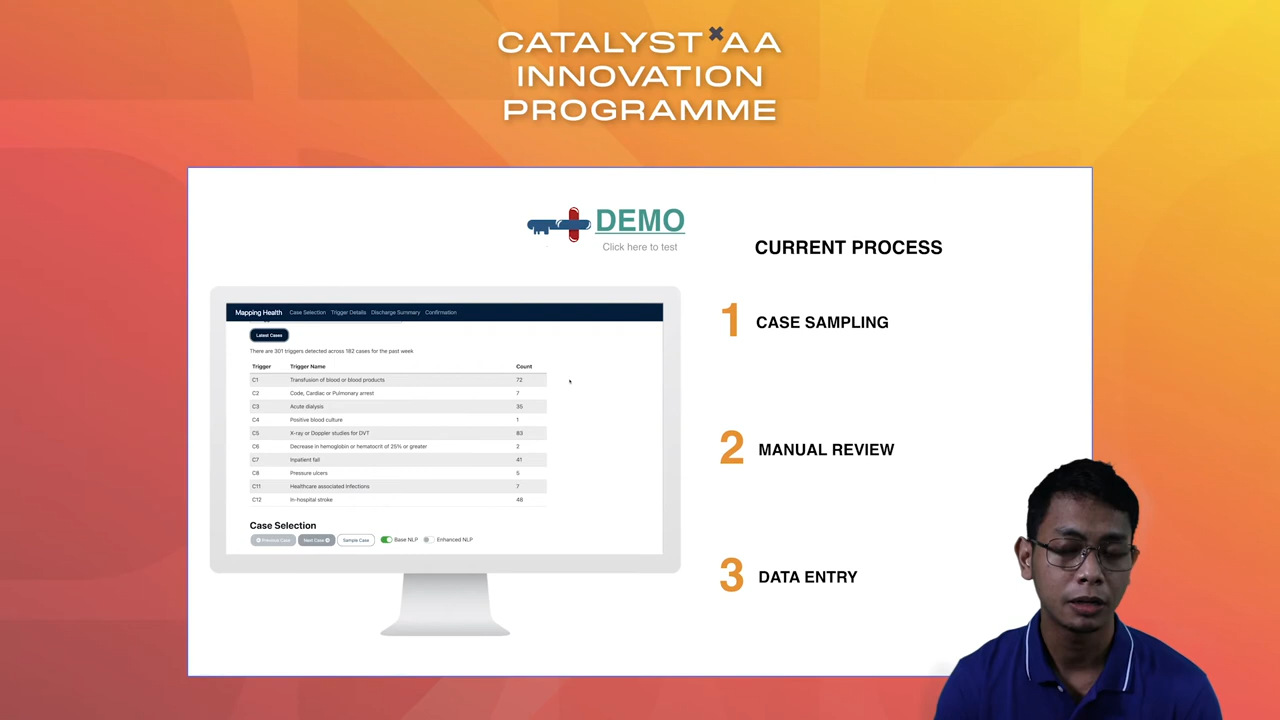 CATALYST × AA
INNOVATION
PROGRAMME
DEMO
Click here to test
Mapping Health Case Selection Trigger Details Discharge Summary Confirmation
Latest Cases
There are 301 triggers detected across 182 cases for the past week
Trigger Trigger Name Count
C1 Transfusion of blood or blood products 72
C2 Code, Cardiac or Pulmonary arrest 7
C3 Acute dialysis 35
C4 Positive blood culture 1
C5 X-ray or Doppler studies for DVT 83
C6 Decrease in hemoglobin or hematocrit of 25% or greater 2
C7 Inpatient fall 41
C8 Pressure ulcers 5
C11 Healthcare associated Infections 7
C12 In-hospital stroke 48
Case Selection
Previous Case Next Case Sample Case Base NLP Enhanced NLP
CURRENT PROCESS
1 CASE SAMPLING
2 MANUAL REVIEW
3 DATA ENTRY